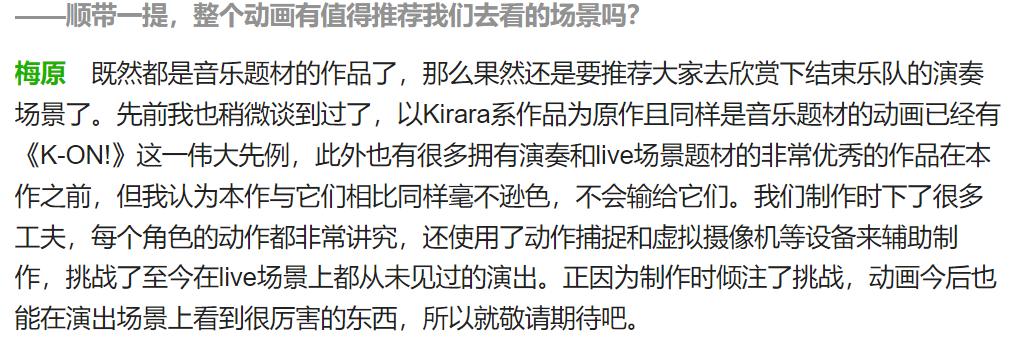 ——顺带一提，整个动画有值得推荐我们去看的场景吗？
梅原　既然都是音乐题材的作品了，那么果然还是要推荐大家去欣赏下结束乐队的演奏
场景了。先前我也稍微谈到过了，以Kirara系作品为原作且同样是音乐题材的动画已经有
《K-ON!》这一伟大先例，此外也有很多拥有演奏和live场景题材的非常优秀的作品在本
作之前，但我认为本作与它们相比同样毫不逊色，不会输给它们。我们制作时下了很多
工夫，每个角色的动作都非常讲究，还使用了动作捕捉和虚拟摄像机等设备来辅助制
作，挑战了至今在live场景上都从未见过的演出。正因为制作时倾注了挑战，动画今后也
能在演出场景上看到很厉害的东西，所以就敬请期待吧。